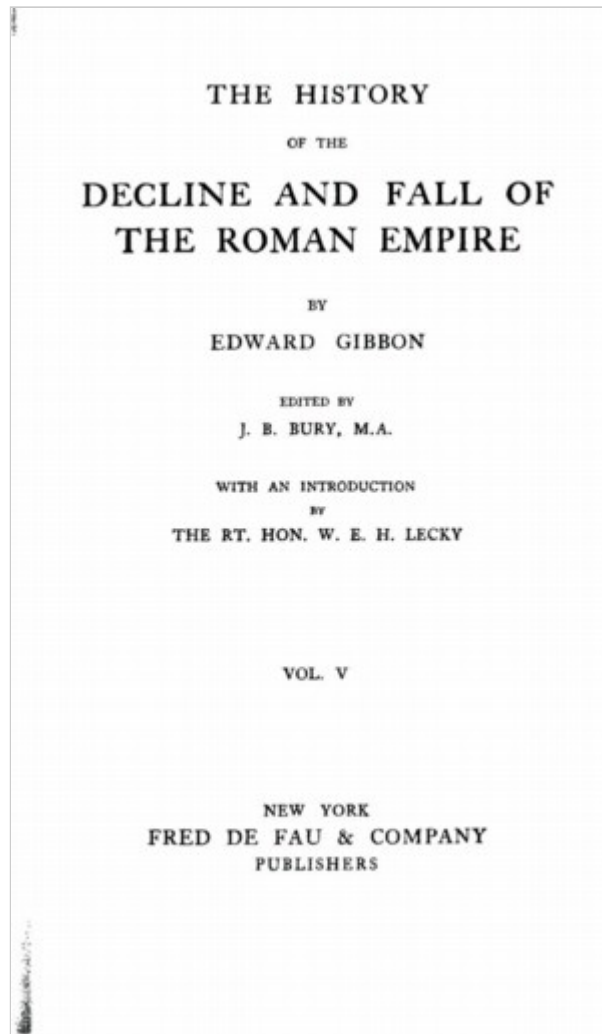 THE HISTORY
OF THE
DECLINE AND FALL OF
THE ROMAN EMPIRE
BY
EDWARD GIBBON
EDITED BY
J. B. BURY, M.A.
WITH AN INTRODUCTION
BY
THE RT. HON. W. E. H. LECKY
VOL. V
NEW YORK
FRED DE FAU & COMPANY
PUBLISHERS